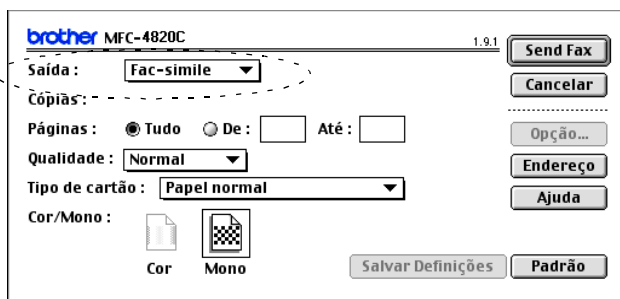 brother MFC-4820C 1.9.1 Send Fax
Saída : Fac-simile
Cancelar
Cópias :
Páginas : Tudo De : Até : Opção...
Qualidade : Normal Endereço
Tipo de cartão : Papel normal Ajuda
Cor/Mono :
Cor Mono Salvar Definições Padrão